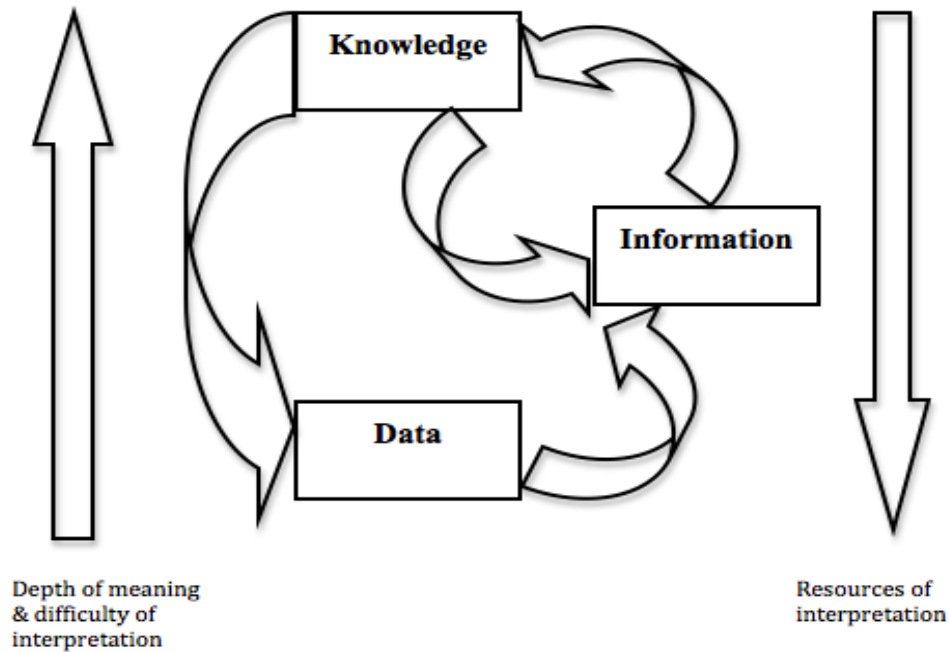 Knowledge
Information
Data
Depth of meaning
& difficulty of
interpretation
Resources of
interpretation